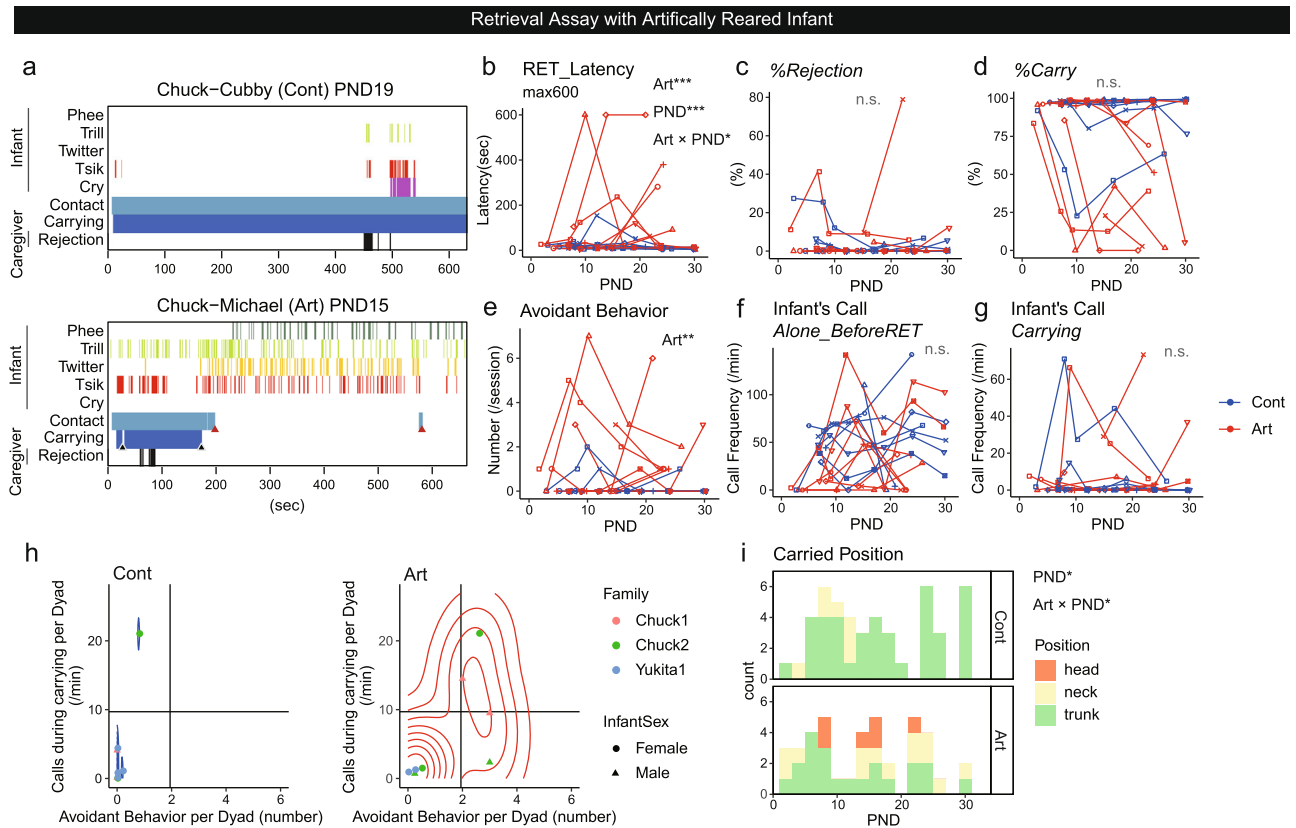 Retrieval Assay with Artifically Reared Infant
a
Chuck−Cubby (Cont) PND19
Infant
Caregiver
Phee
Trill
Twitter
Tsik
Cry
Contact
Carrying
Rejection
0 100 200 300 400 500 600
Chuck−Michael (Art) PND15
Infant
Caregiver
Phee
Trill
Twitter
Tsik
Cry
Contact
Carrying
Rejection
0 100 200 300 400 500 600
(sec)
b RET_Latency
max600
Art***
PND***
Art × PND*
Latency(sec)
600
400
200
0
0 10 20 30
PND
c %Rejection
n.s.
(%)
80
60
40
20
0
0 10 20 30
PND
d %Carry
n.s.
(%)
100
75
50
25
0
0 10 20 30
PND
e Avoidant Behavior
Art**
Number (/session)
6
4
2
0
0 10 20 30
PND
f Infant's Call
Alone_BeforeRET
n.s.
Call Frequency (/min)
100
50
0
0 10 20 30
PND
g Infant's Call
Carrying
n.s.
Call Frequency (/min)
60
40
20
0
0 10 20 30
PND
Cont
Art
h
Cont
Calls during carrying per Dyad
(/min)
20
10
0
0 2 4 6
Avoidant Behavior per Dyad (number)
Art
Calls during carrying per Dyad
(/min)
20
10
0
0 2 4 6
Avoidant Behavior per Dyad (number)
Family
Chuck1
Chuck2
Yukita1
InfantSex
Female
Male
i Carried Position
count
6
4
2
0
Cont
6
4
2
0
Art
0 10 20 30
PND
PND*
Art × PND*
Position
head
neck
trunk